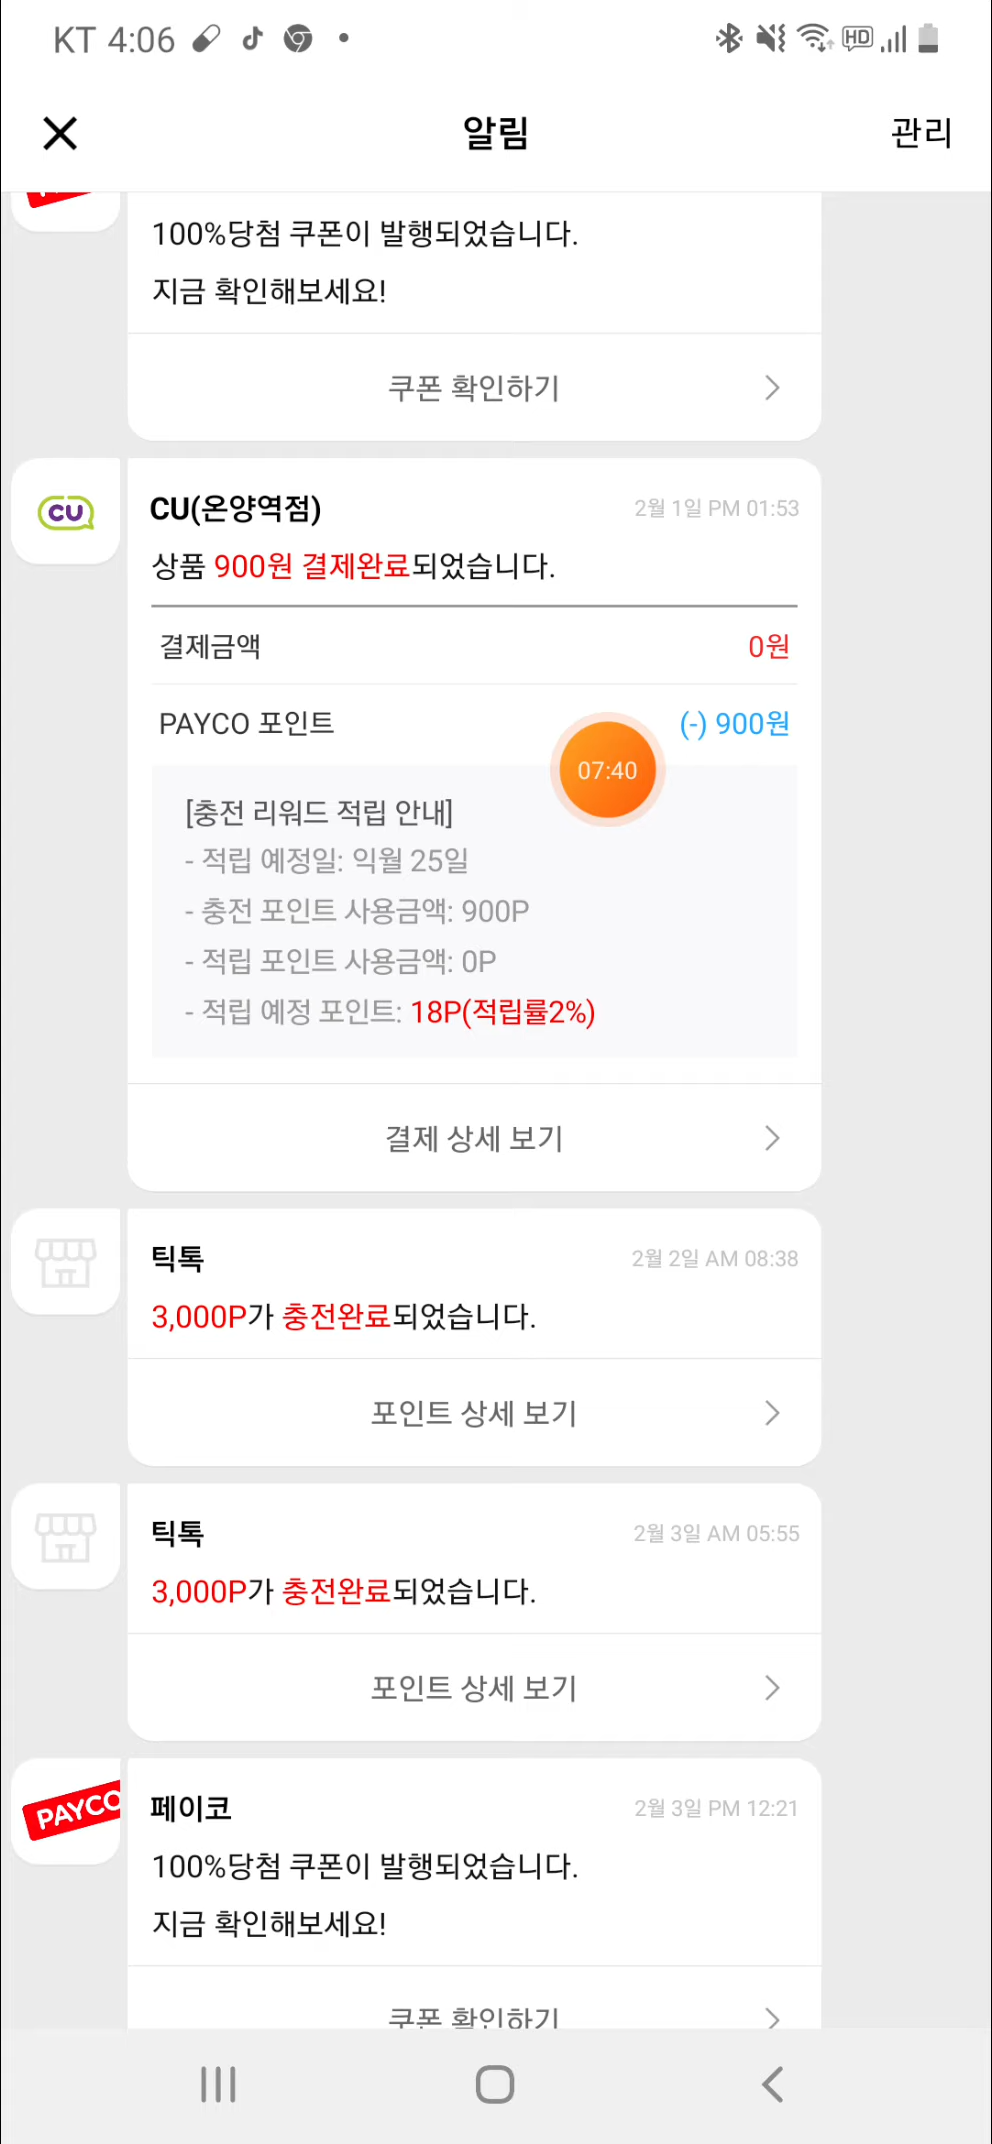 KT 4:06
HD
알림
관리
100%당첨 쿠폰이 발행되었습니다.
지금 확인해보세요!
쿠폰 확인하기
CU
CU(온양역점)
2월 1일 PM 01:53
상품 900원 결제완료되었습니다.
결제금액
0원
PAYCO 포인트
(-) 900원
07:40
[충전 리워드 적립 안내]
- 적립 예정일: 익월 25일
- 충전 포인트 사용금액: 900P
- 적립 포인트 사용금액: 0P
- 적립 예정 포인트: 18P(적립률2%)
결제 상세 보기
틱톡
2월 2일 AM 08:38
3,000P가 충전완료되었습니다.
포인트 상세 보기
틱톡
2월 3일 AM 05:55
3,000P가 충전완료되었습니다.
포인트 상세 보기
PAYCO
페이코
2월 3일 PM 12:21
100%당첨 쿠폰이 발행되었습니다.
지금 확인해보세요!
쿠폰 확인하기